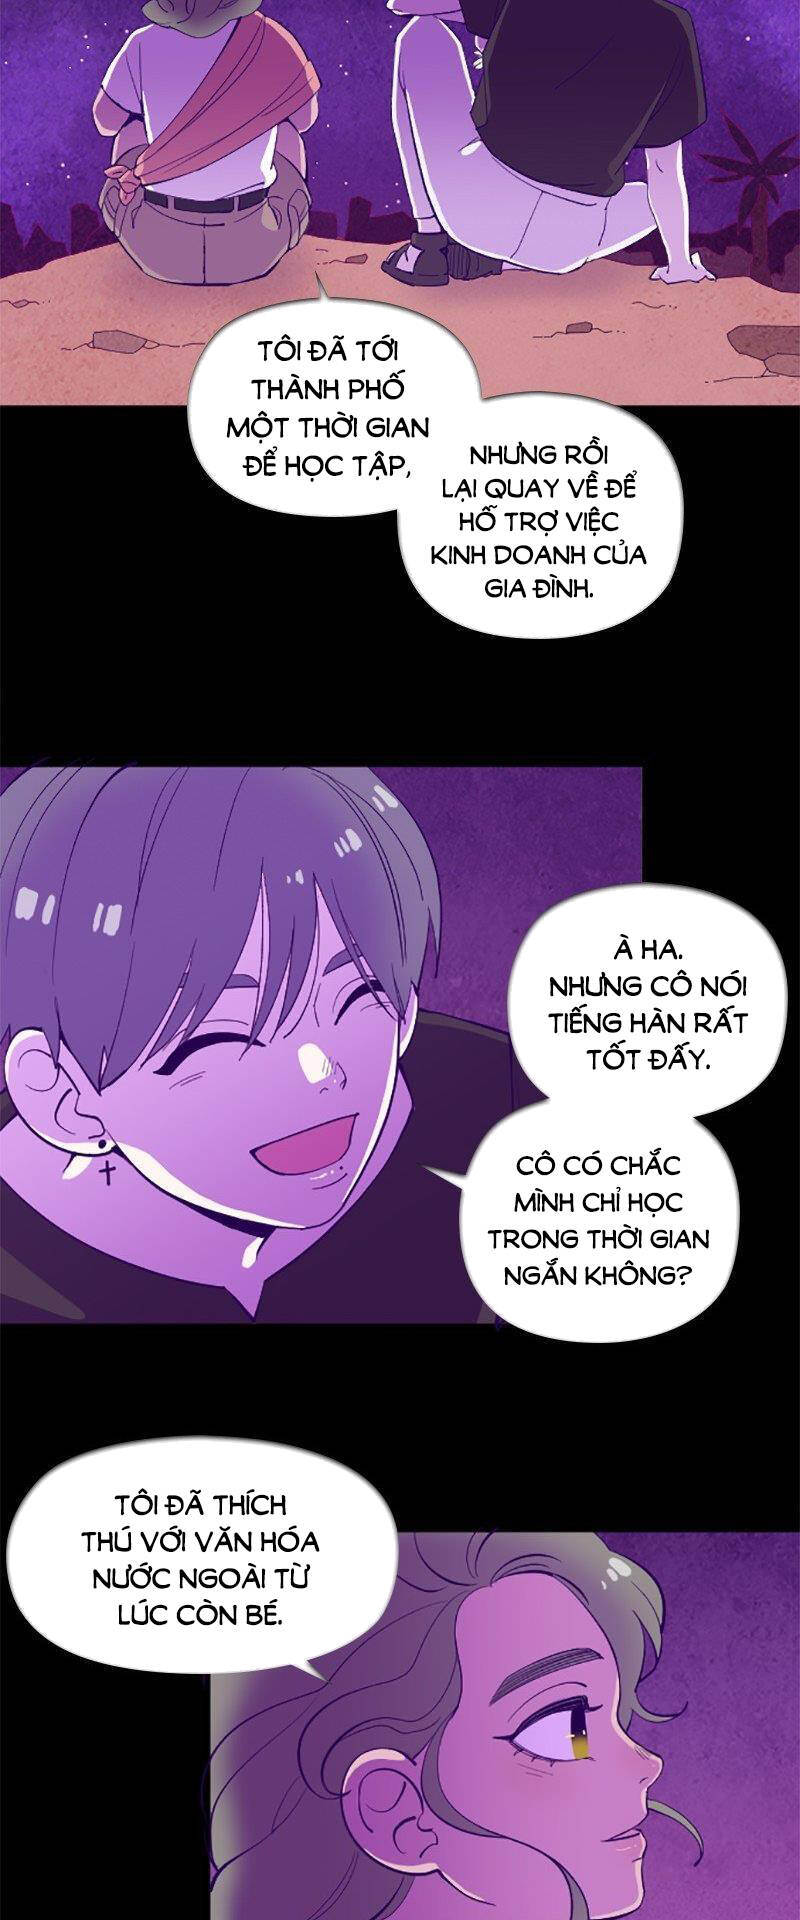 TÔI ĐÃ TỚI
THÀNH PHỐ
MỘT THỜI GIAN
ĐỂ HỌC TẬP,
NHƯNG RỒI
LẠI QUAY VỀ ĐỂ
HỖ TRỢ VIỆC
KINH DOANH CỦA
GIA ĐÌNH.
À HA.
NHƯNG CÔ NÓI
TIẾNG HÀN RẤT
TỐT ĐẤY.
CÔ CÓ CHẮC
MÌNH CHỈ HỌC
TRONG THỜI GIAN
NGẮN KHÔNG?
TÔI ĐÃ THÍCH
THÚ VỚI VĂN HÓA
NƯỚC NGOÀI TỪ
LÚC CÒN BÉ.